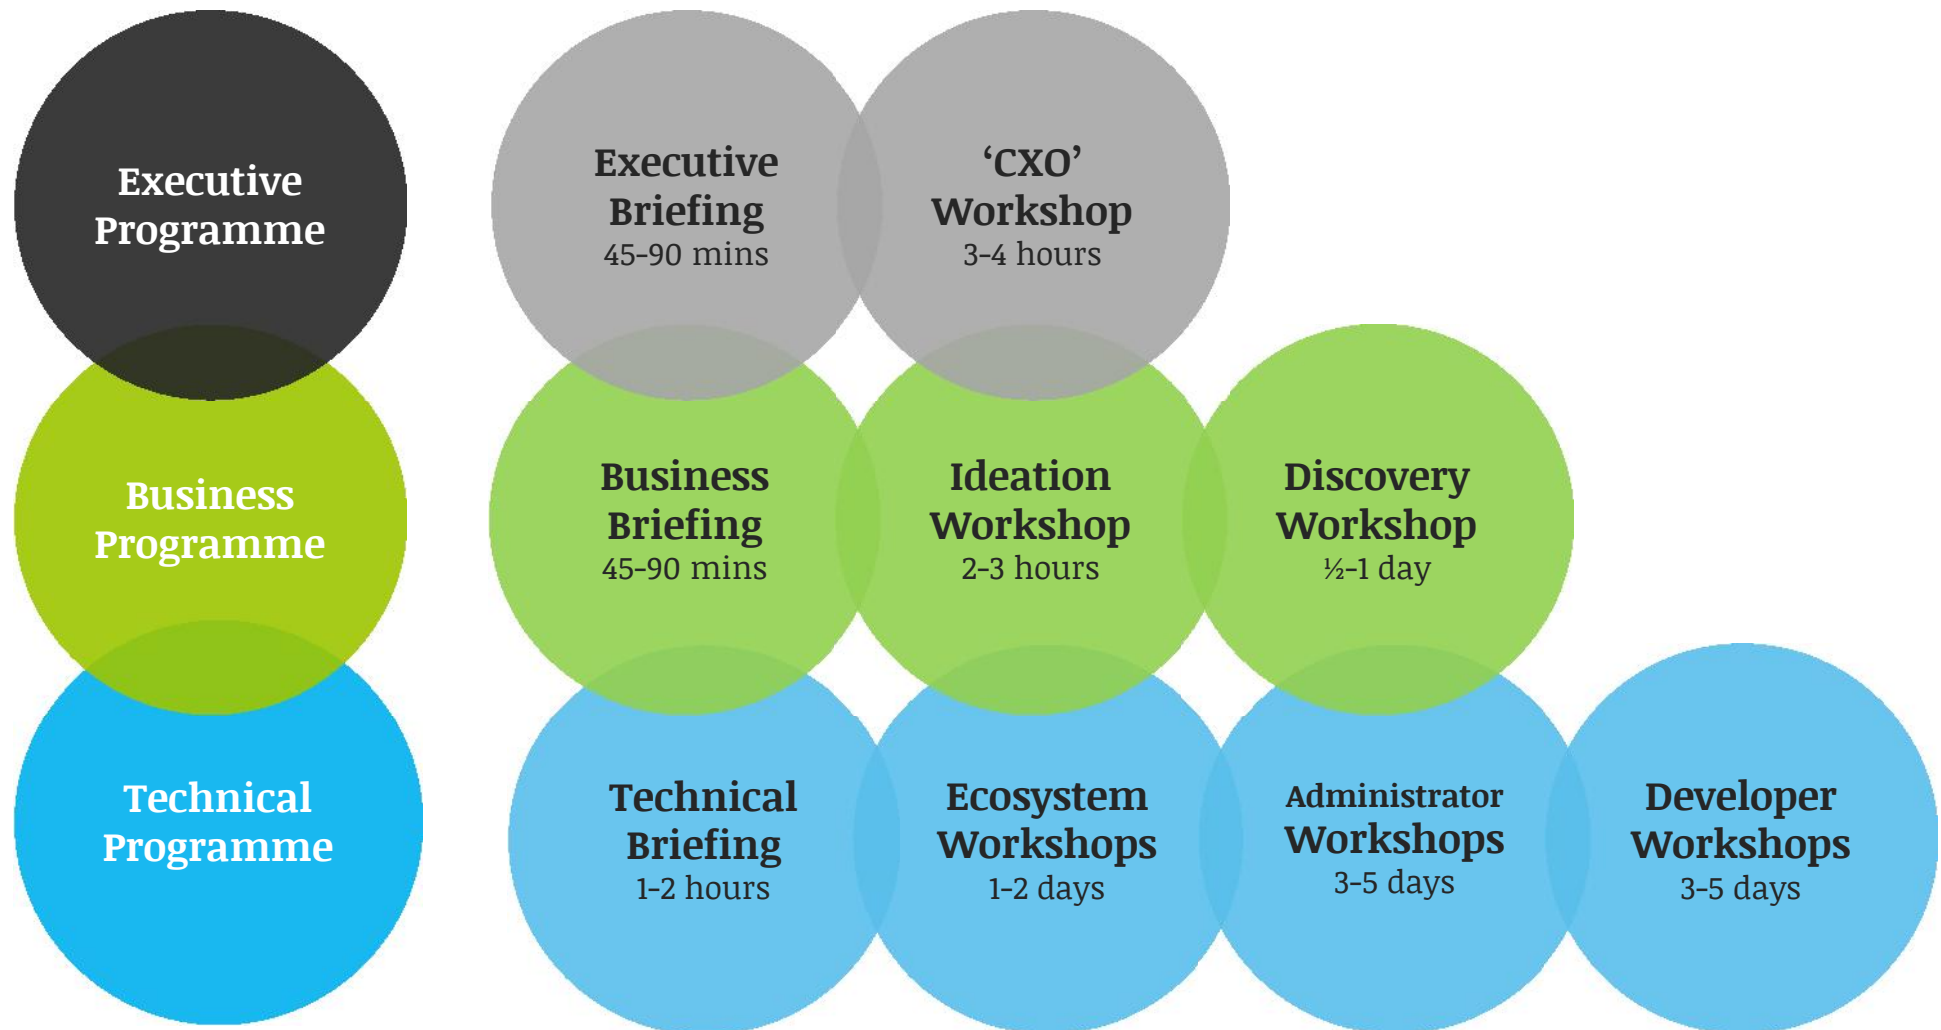 Executive
Programme
Executive
Briefing
45-90 mins
‘CXO’
Workshop
3-4 hours
Business
Programme
Business
Briefing
45-90 mins
Ideation
Workshop
2-3 hours
Discovery
Workshop
½-1 day
Technical
Programme
Technical
Briefing
1-2 hours
Ecosystem
Workshops
1-2 days
Administrator
Workshops
3-5 days
Developer
Workshops
3-5 days